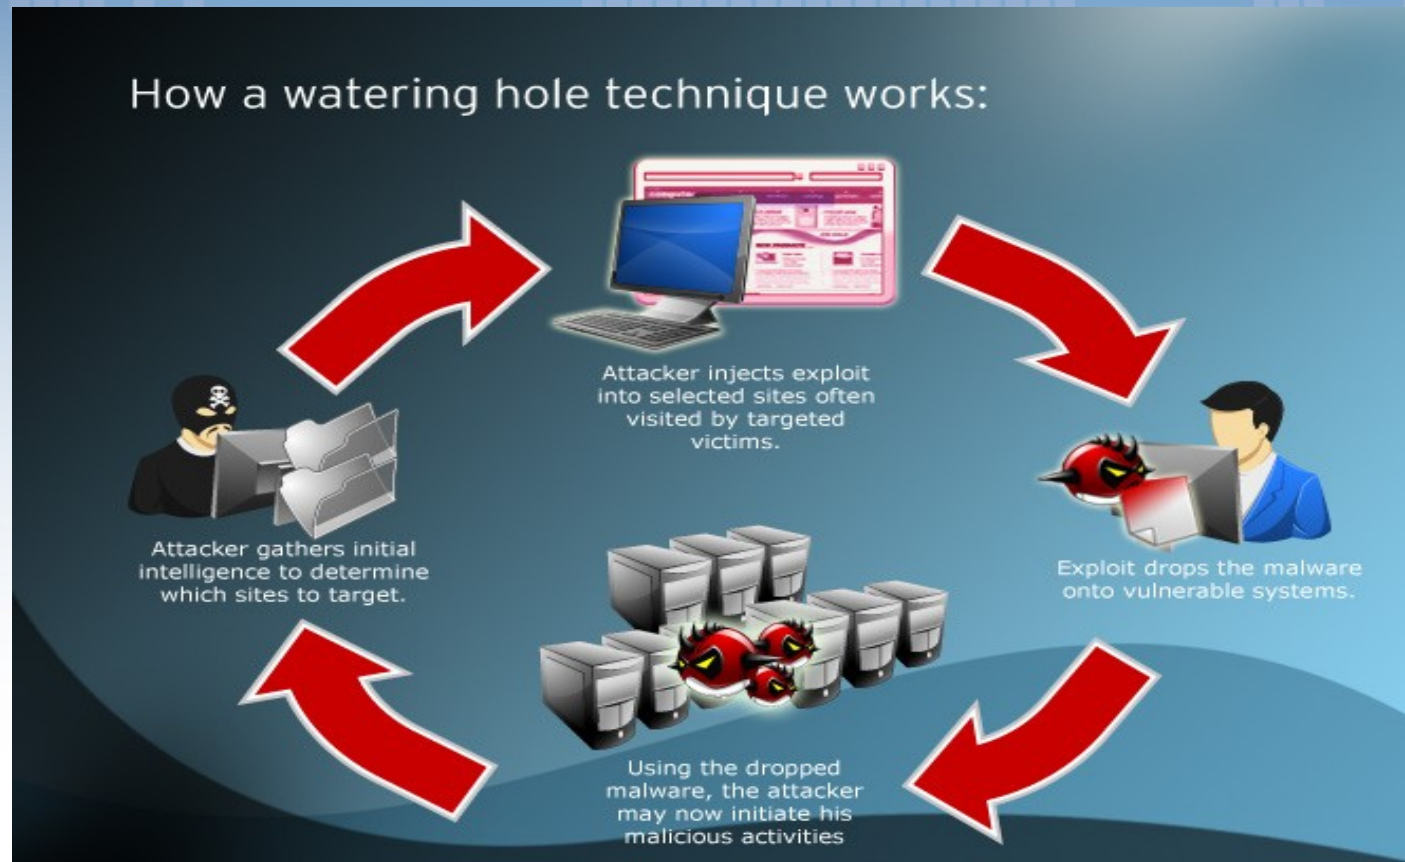 How a watering hole technique works:
Attacker injects exploit
into selected sites often
visited by targeted
victims.
Exploit drops the malware
onto vulnerable systems.
Using the dropped
malware, the attacker
may now initiate his
malicious activities
Attacker gathers initial
intelligence to determine
which sites to target.